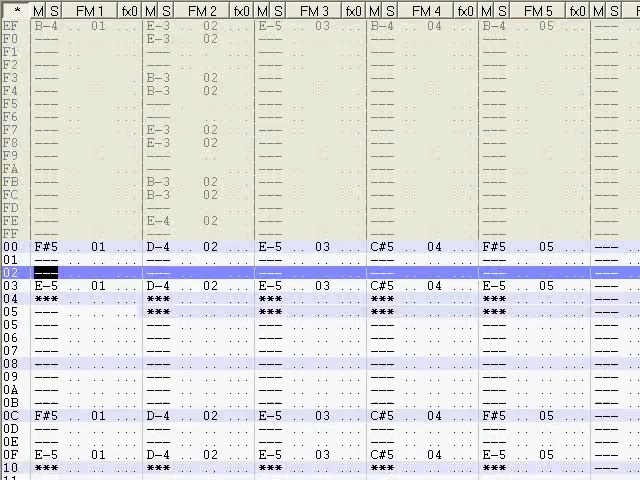 * M S FM 1 fx0 M S FM 2 fx0 M S FM 3 fx0 M S FM 4 fx0 M S FM 5 fx0 M S
EF B-4 .. 01 E-3 .. 02 E-5 .. 03 B-4 .. 04 B-4 .. 05 ---
F0 --- E-3 02 --- --- --- ---
F1 --- --- --- --- --- ---
F2 --- --- --- --- --- ---
F3 --- B-3 02 --- --- --- ---
F4 --- B-3 02 --- --- --- ---
F5 --- --- --- --- --- ---
F6 --- --- --- --- --- ---
F7 --- E-3 02 --- --- --- ---
F8 --- E-3 02 --- --- --- ---
F9 --- --- --- --- --- ---
FA --- --- --- --- --- ---
FB --- B-3 02 --- --- --- ---
FC --- B-3 02 --- --- --- ---
FD --- --- --- --- --- ---
FE --- E-4 02 --- --- --- ---
FF --- --- --- --- --- ---
00 F#5 01 D-4 02 E-5 03 C#5 04 F#5 05 ---
01 --- --- --- --- --- ---
02 --- --- --- --- --- ---
03 E-5 01 D-4 02 E-5 03 C#5 04 E-5 05 ---
04 *** *** *** *** *** ---
05 --- *** *** *** *** ---
05 --- --- --- --- --- ---
06 --- --- --- --- --- ---
07 --- --- --- --- --- ---
08 --- --- --- --- --- ---
09 --- --- --- --- --- ---
0A --- --- --- --- --- ---
0B --- --- --- --- --- ---
0C F#5 01 D-4 02 E-5 03 C#5 04 F#5 05 ---
0D --- --- --- --- --- ---
0E --- --- --- --- --- ---
0F E-5 01 D-4 02 E-5 03 C#5 04 E-5 05 ---
10 *** *** *** *** *** ---